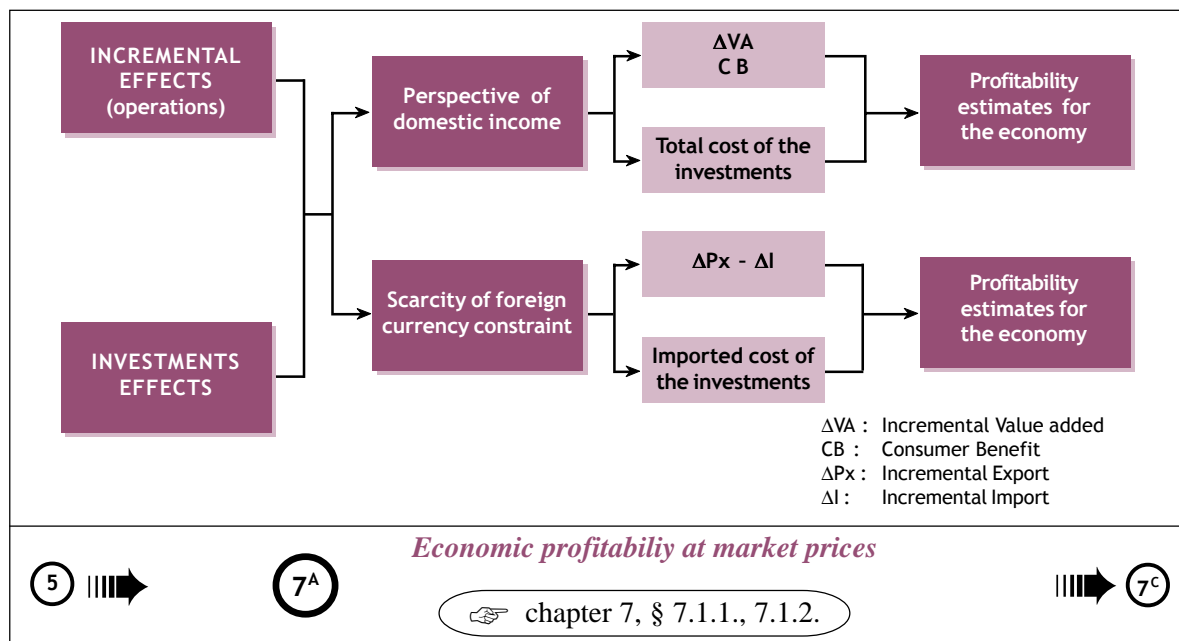 INCREMENTAL
EFFECTS
(operations)
INVESTMENTS
EFFECTS
Perspective of
domestic income
Scarcity of foreign
currency constraint
ΔVA
C B
Total cost of the
investments
ΔPx - ΔI
Imported cost of
the investments
Profitability
estimates for
the economy
Profitability
estimates for
the economy
ΔVA : Incremental Value added
CB : Consumer Benefit
ΔPx : Incremental Export
ΔI : Incremental Import
Economic profitabiliy at market prices
5
7A
7C
☞ chapter 7, § 7.1.1., 7.1.2.